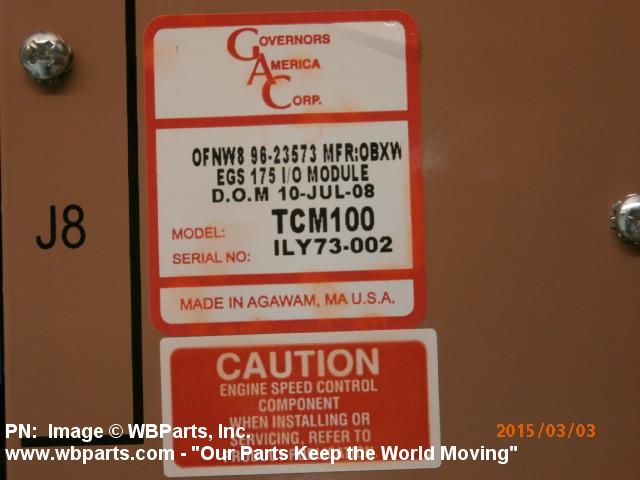 GOVERNORS
AMERICA
CORP.
OFNW8 96-23573 MFR:OBXW
EGS 175 I/O MODULE
D.O.M 10-JUL-08
MODEL: TCM100
SERIAL NO: ILY73-002
MADE IN AGAWAM, MA U.S.A.
J8
CAUTION
ENGINE SPEED CONTROL
COMPONENT
WHEN INSTALLING OR
SERVICING, REFER TO
PN: Image © WBParts, Inc.
2015/03/03
www.wbparts.com - "Our Parts Keep the World Moving"